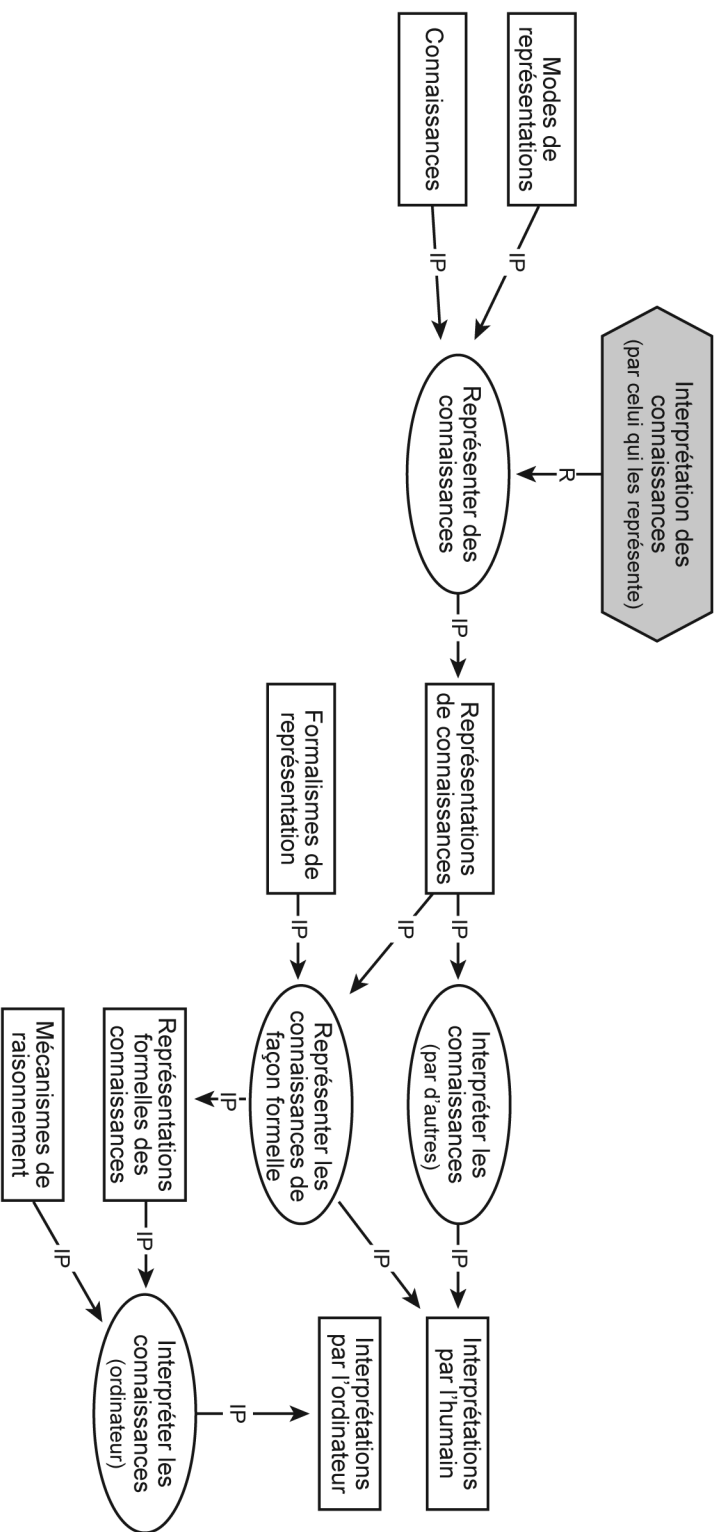 Interprétation des
connaissances
(par celui qui les représente)
R
Modes de
représentations
IP
Connaissances
IP
Représenter des
connaissances
IP
Représentations
de connaissances
IP
IP
Formalismes de
représentation
IP
Interpréter les
connaissances
(par d'autres)
IP
Représenter les
connaissances de
façon formelle
IP
IP
Interprétations
par l'humain
Représentations
formelles des
connaissances
IP
Mécanismes de
raisonnement
IP
Interpréter les
connaissances
(ordinateur)
IP
Interprétations
par l'ordinateur